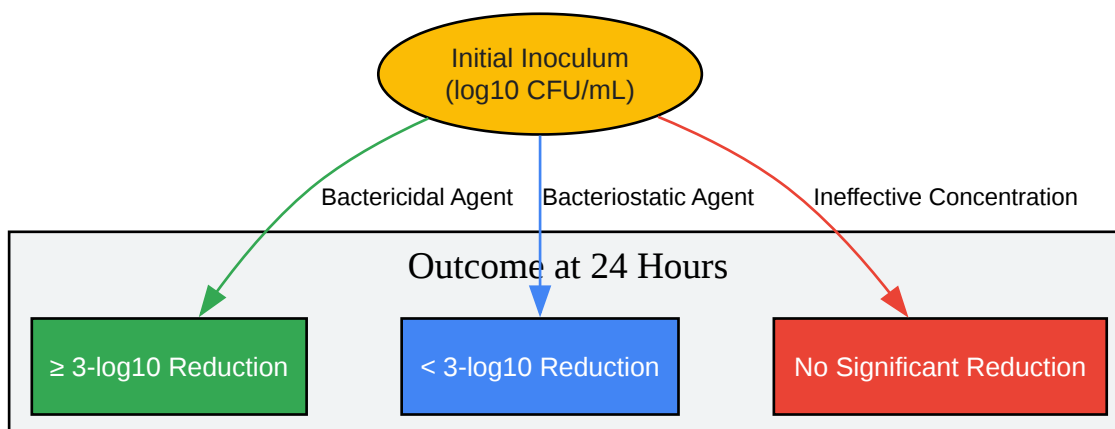 Initial Inoculum
(log10 CFU/mL)
Bactericidal Agent
Bacteriostatic Agent
Ineffective Concentration
Outcome at 24 Hours
≥ 3-log10 Reduction
< 3-log10 Reduction
No Significant Reduction